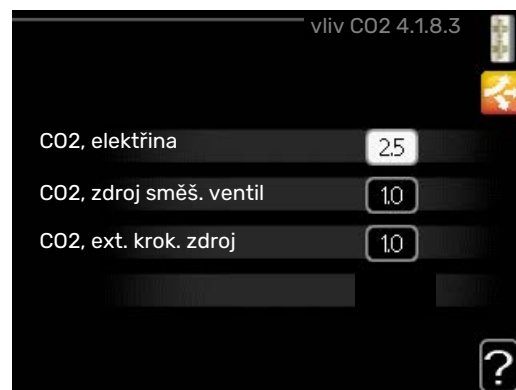 vliv CO2 4.1.8.3
CO2, elektřina
2.5
CO2, zdroj směš. ventil
1.0
CO2, ext. krok. zdroj
1.0
?